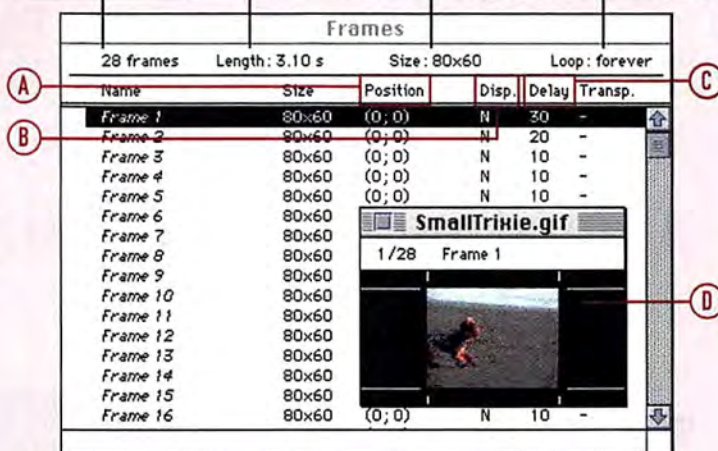 Frames
28 frames Length: 3.10 s Size: 80x60 Loop: forever
A Name Size Position Disp. Delay Transp. C
Frame 1 80x60 (0; 0) N 30 -
B Frame 2 80x60 (0; 0) N 20 -
Frame 3 80x60 (0; 0) N 10 -
Frame 4 80x60 (0; 0) N 10 -
Frame 5 80x60 (0; 0) N 10 -
Frame 6 80x60
Frame 7 80x60
Frame 8 80x60
Frame 9 80x60
Frame 10 80x60
Frame 11 80x60
Frame 12 80x60
Frame 13 80x60
Frame 14 80x60
Frame 15 80x60
Frame 16 80x60 (0; 0) N 10 -
SmallTrixie.gif
1/28 Frame 1
D